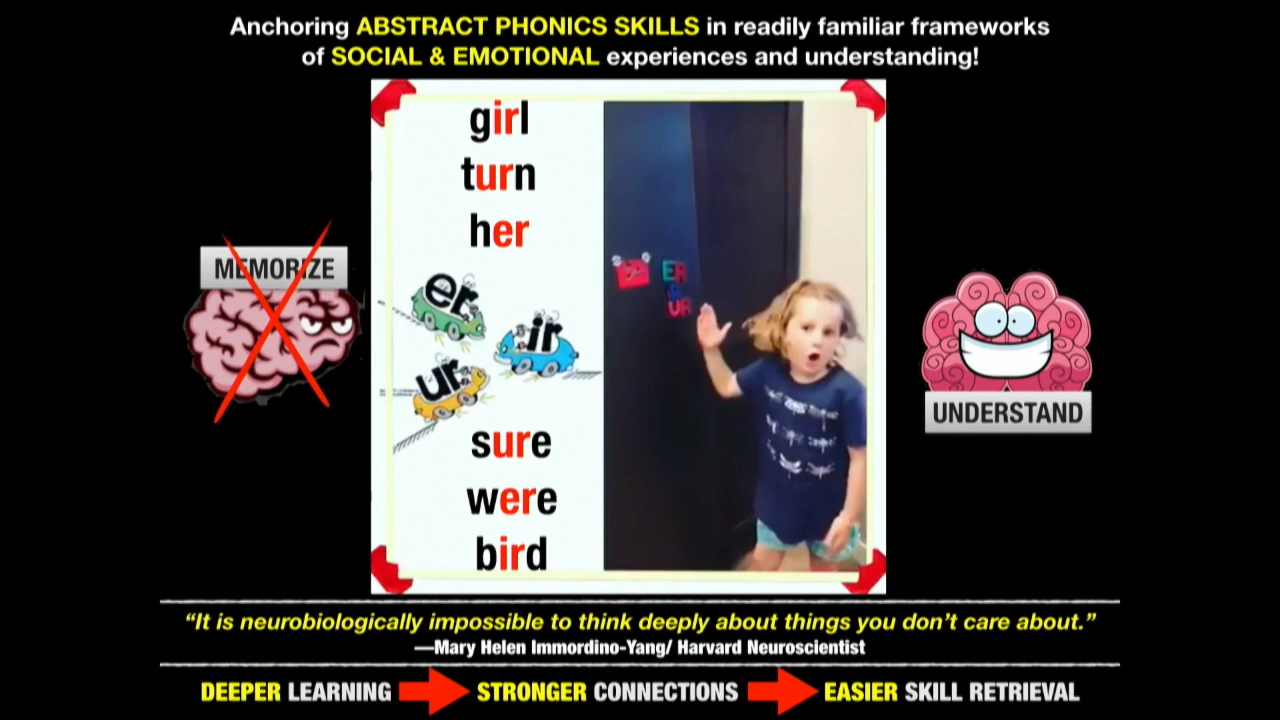 Anchoring ABSTRACT PHONICS SKILLS in readily familiar frameworks
of SOCIAL & EMOTIONAL experiences and understanding!
girl
turn
her
MEMORIZE
er
ir
ur
ER
UR
sure
were
bird
UNDERSTAND
“It is neurobiologically impossible to think deeply about things you don’t care about.”
—Mary Helen Immordino-Yang/ Harvard Neuroscientist
DEEPER LEARNING STRONGER CONNECTIONS EASIER SKILL RETRIEVAL